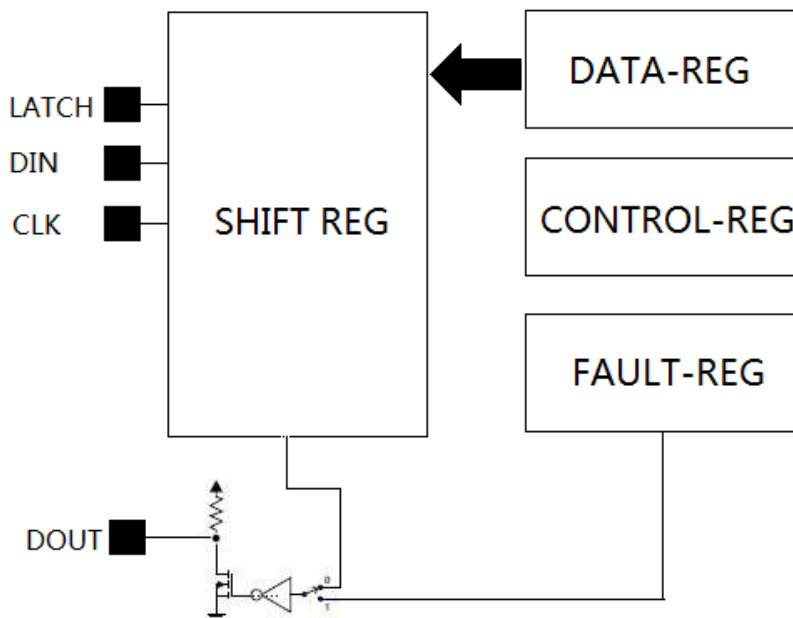 DATA-REG
LATCH
DIN
CLK
SHIFT REG
CONTROL-REG
FAULT-REG
DOUT
0
1